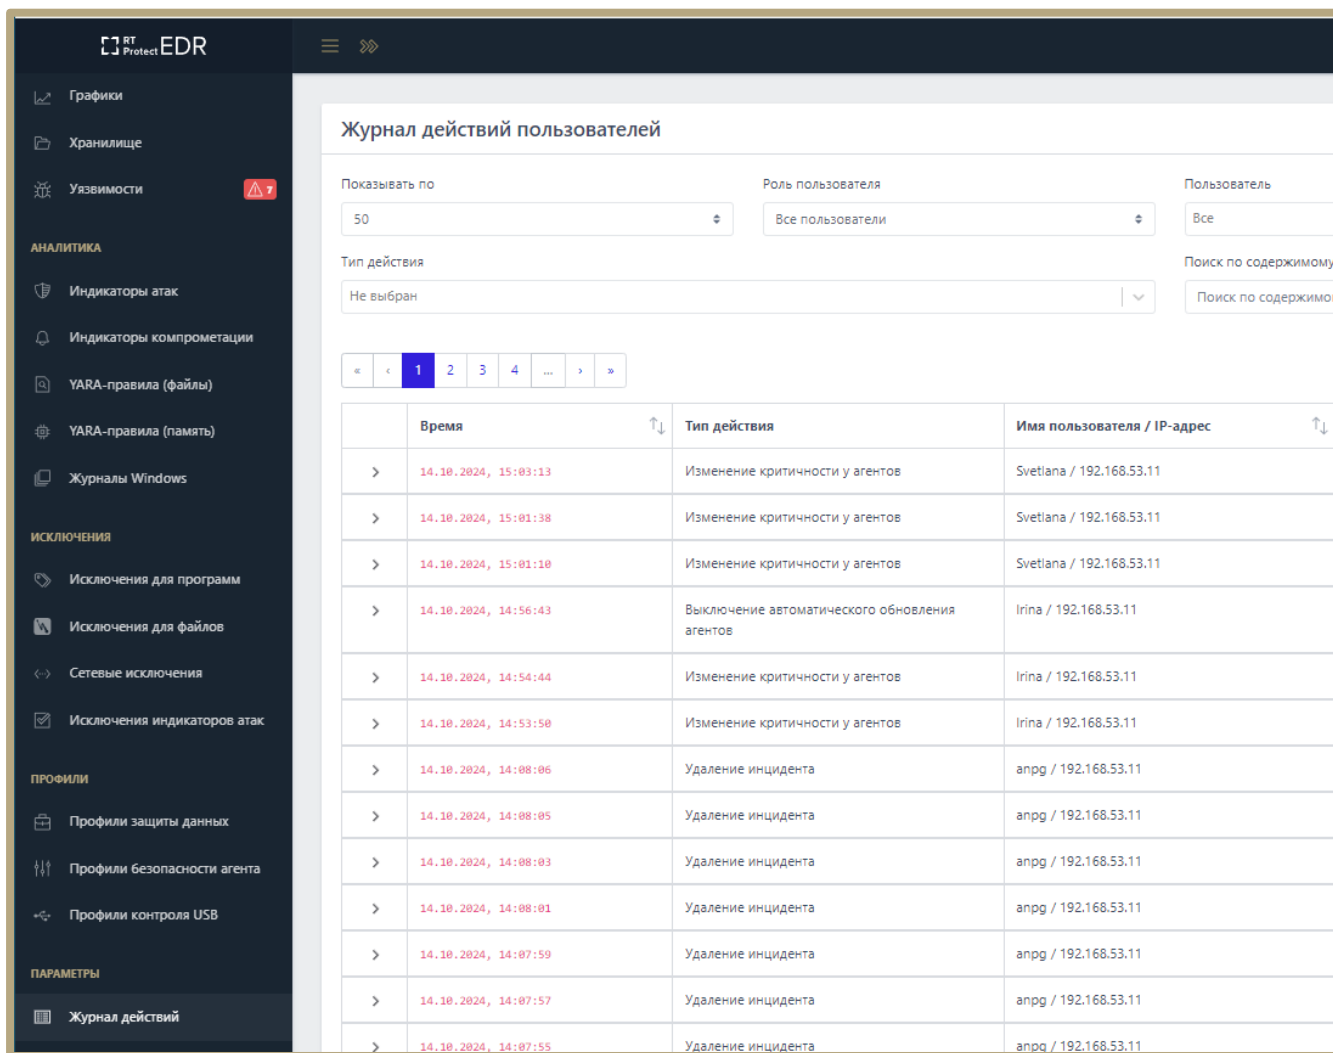 RT
Protect EDR
Графики
Хранилище
Уязвимости 7
АНАЛИТИКА
Индикаторы атак
Индикаторы компрометации
YARA-правила (файлы)
YARA-правила (память)
Журналы Windows
ИСКЛЮЧЕНИЯ
Исключения для программ
Исключения для файлов
Сетевые исключения
Исключения индикаторов атак
ПРОФИЛИ
Профили защиты данных
Профили безопасности агента
Профили контроля USB
ПАРАМЕТРЫ
Журнал действий
Журнал действий пользователей
Показывать по Роль пользователя Пользователь
50 Все пользователи Все
Тип действия Поиск по содержимому
Не выбран Поиск по содержимо
« ‹ 1 2 3 4 ... › »
Время Тип действия Имя пользователя / IP-адрес
14.10.2024, 15:03:13 Изменение критичности у агентов Svetlana / 192.168.53.11
14.10.2024, 15:01:38 Изменение критичности у агентов Svetlana / 192.168.53.11
14.10.2024, 15:01:10 Изменение критичности у агентов Svetlana / 192.168.53.11
14.10.2024, 14:56:43 Выключение автоматического обновления Irina / 192.168.53.11
агентов
14.10.2024, 14:54:44 Изменение критичности у агентов Irina / 192.168.53.11
14.10.2024, 14:53:50 Изменение критичности у агентов Irina / 192.168.53.11
14.10.2024, 14:08:06 Удаление инцидента anpg / 192.168.53.11
14.10.2024, 14:08:05 Удаление инцидента anpg / 192.168.53.11
14.10.2024, 14:08:03 Удаление инцидента anpg / 192.168.53.11
14.10.2024, 14:08:01 Удаление инцидента anpg / 192.168.53.11
14.10.2024, 14:07:59 Удаление инцидента anpg / 192.168.53.11
14.10.2024, 14:07:57 Удаление инцидента anpg / 192.168.53.11
14.10.2024, 14:07:55 Удаление инцидента anpg / 192.168.53.11